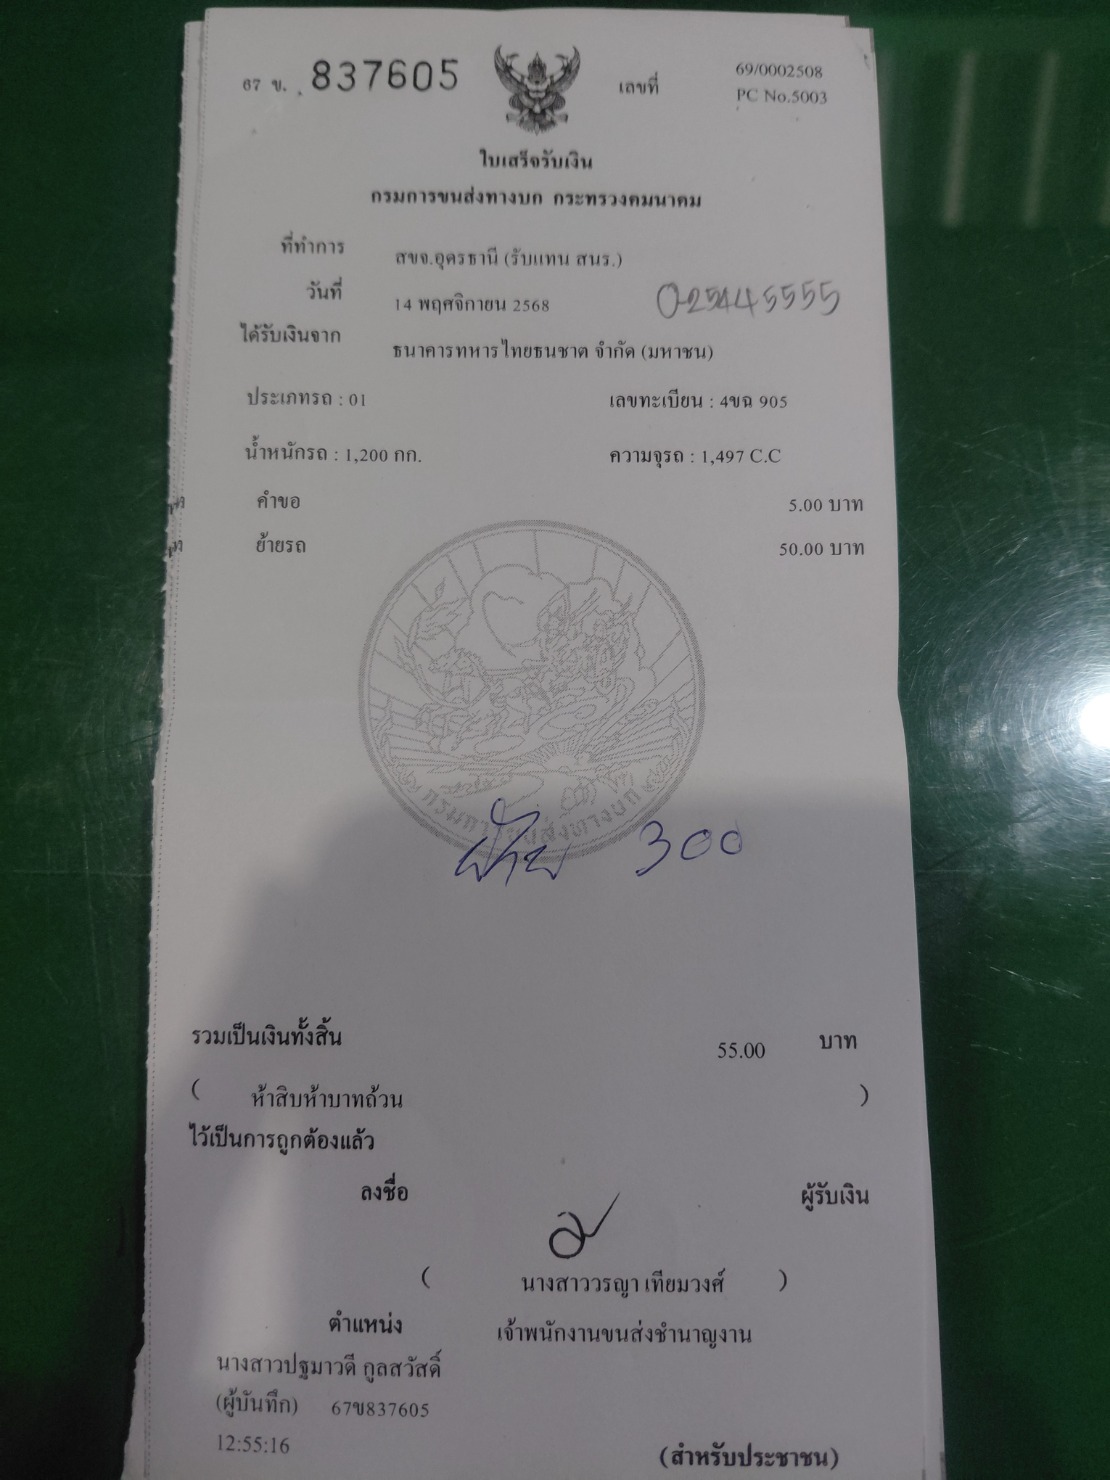 67 ข. 837605
เลขที่
69/0002508
PC No.5003
ใบเสร็จรับเงิน
กรมการขนส่งทางบก กระทรวงคมนาคม
ที่ทำการ สขจ.อุดรธานี (รับแทน สนร.)
วันที่ 14 พฤศจิกายน 2568
025445555
ได้รับเงินจาก ธนาคารทหารไทยธนชาต จำกัด (มหาชน)
ประเภทรถ : 01 เลขทะเบียน : 4ขฉ 905
น้ำหนักรถ : 1,200 กก. ความจุรถ : 1,497 C.C
คำขอ 5.00 บาท
ย้ายรถ 50.00 บาท
กรมการขนส่งทางบก
300
รวมเป็นเงินทั้งสิ้น 55.00 บาท
( ห้าสิบห้าบาทถ้วน )
ไว้เป็นการถูกต้องแล้ว
ลงชื่อ ผู้รับเงิน
( นางสาววรญา เทียมวงศ์ )
ตำแหน่ง เจ้าพนักงานขนส่งชำนาญงาน
นางสาวปฐมาวดี กูลสวัสดิ์
(ผู้บันทึก) 67ข837605
12:55:16
(สำหรับประชาชน)